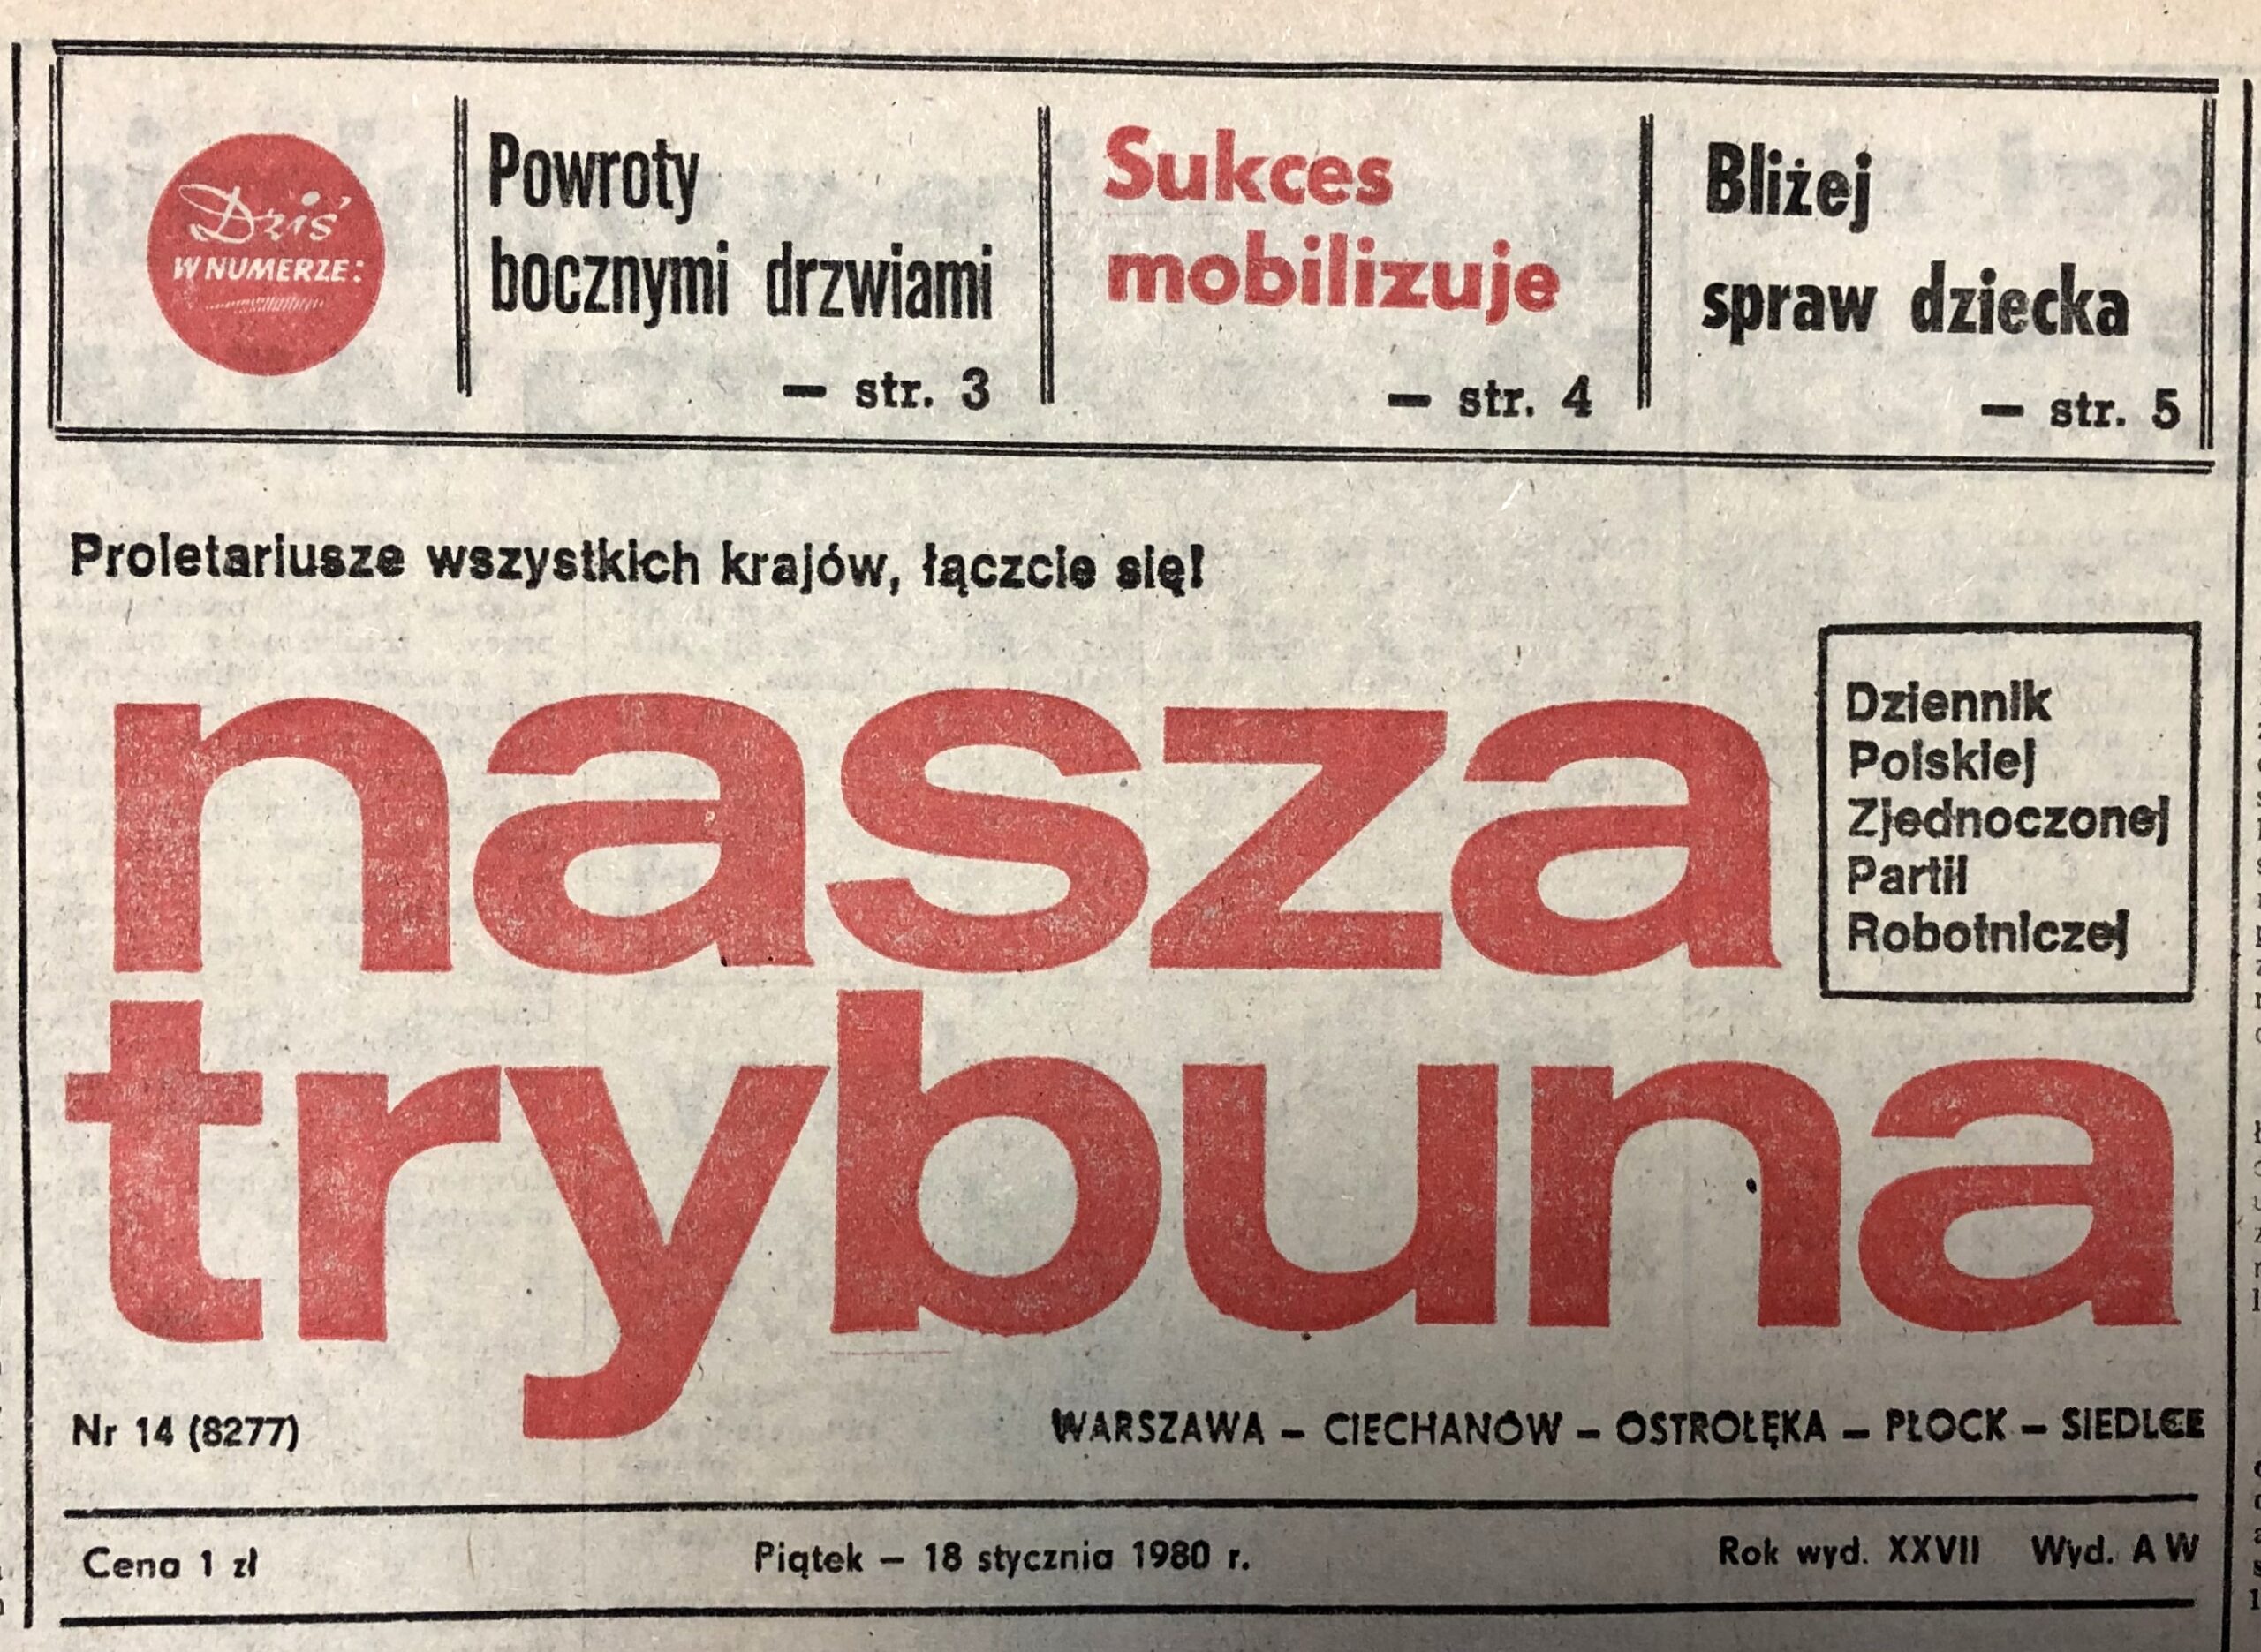 Dziś
W NUMERZE:
Powroty
bocznymi drzwiami
— str. 3
Sukces
mobilizuje
— str. 4
Bliżej
spraw dziecka
— str. 5
Proletariusze wszystkich krajów, łączcie się!
nasza
trybuna
Dziennik
Polskiej
Zjednoczonej
Partii
Robotniczej
Nr 14 (8277)
WARSZAWA – CIECHANÓW – OSTROŁĘKA – PŁOCK – SIEDLCE
Cena 1 zł
Piątek – 18 stycznia 1980 r.
Rok wyd. XXVII Wyd. A W